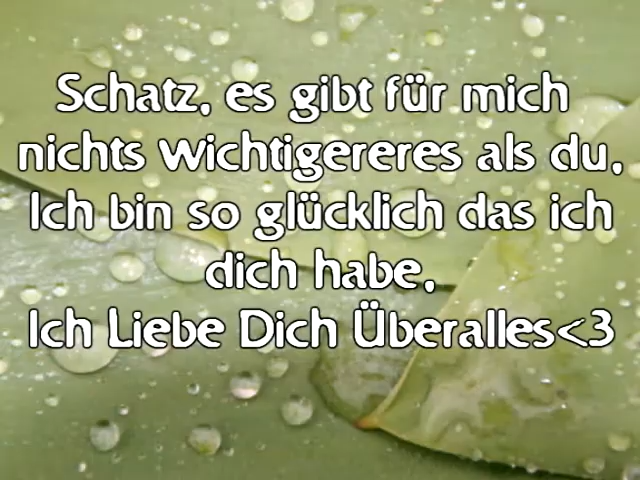 Schatz, es gibt für mich
nichts wichtigereres als du,
Ich bin so glücklich das ich
dich habe,
Ich Liebe Dich Überalles<3